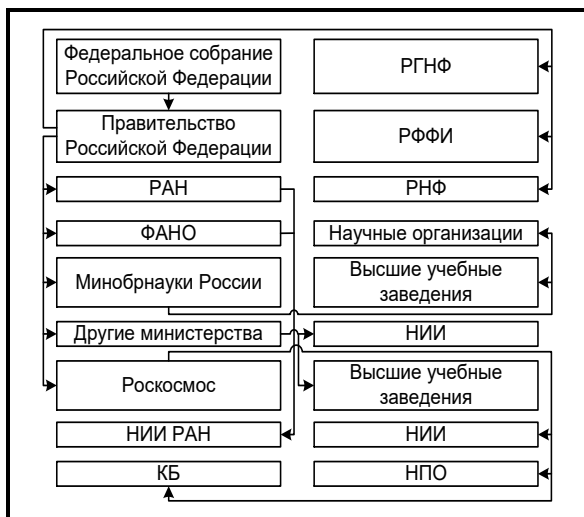 Федеральное собрание
Российской Федерации
РГНФ
Правительство
Российской Федерации
РФФИ
РАН
РНФ
ФАНО
Научные организации
Минобрнауки России
Высшие учебные
заведения
Другие министерства
НИИ
Роскосмос
Высшие учебные
заведения
НИИ РАН
НИИ
КБ
НПО